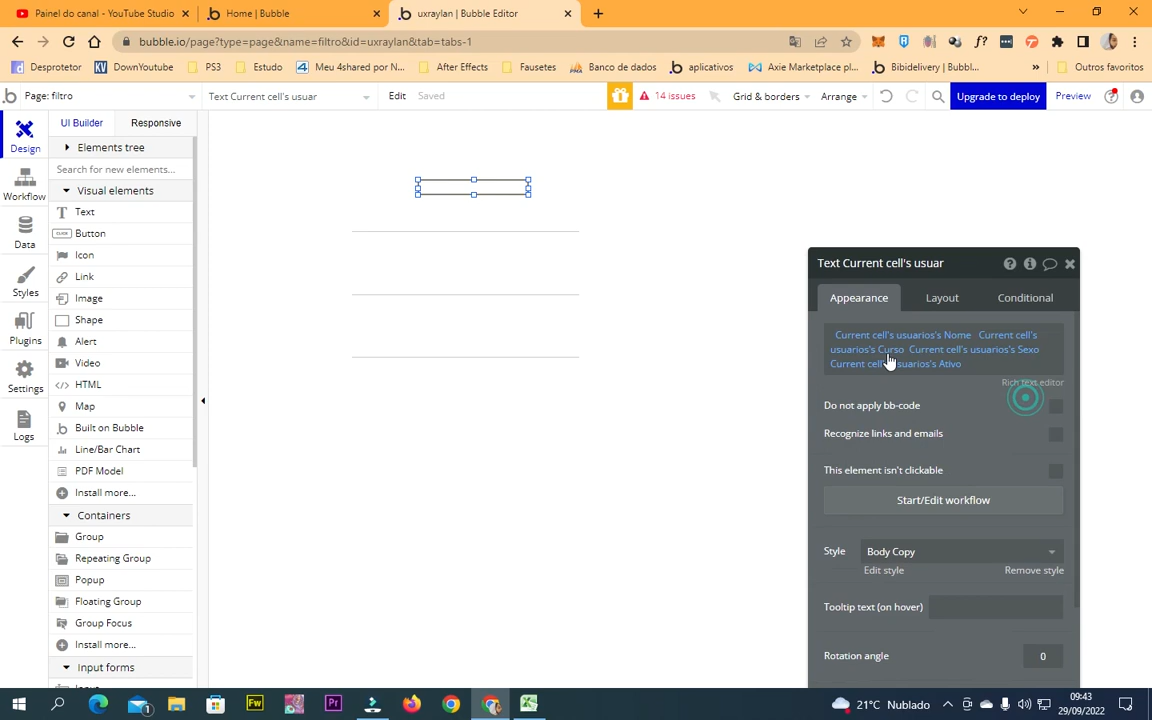 Painel do canal - YouTube Studio
Home | Bubble
uxraylan | Bubble Editor
bubble.io/page?type=page&name=filtro&id=uxraylan&tab=tabs-1
Desprotetor
DownYoutube
PS3
Estudo
Meu 4shared por N...
After Effects
Fausetes
Banco de dados
aplicativos
Axie Marketplace pl...
Bibidelivery | Bubbl...
»
Outros favoritos
Page: filtro
Text Current cell's usuar
Edit
Saved
14 issues
Grid & borders
Arrange
Upgrade to deploy
Preview
Design
Workflow
Data
Styles
Plugins
Settings
Logs
UI Builder
Responsive
Elements tree
Search for new elements...
Visual elements
Text
Button
Icon
Link
Image
Shape
Alert
Video
HTML
Map
Built on Bubble
Line/Bar Chart
PDF Model
Install more...
Containers
Group
Repeating Group
Popup
Floating Group
Group Focus
Install more...
Input forms
Text Current cell's usuar
Appearance
Layout
Conditional
Current cell's usuarios's Nome Current cell's
usuarios's Curso Current cell's usuarios's Sexo
Current cell's usuarios's Ativo
Rich text editor
Do not apply bb-code
Recognize links and emails
This element isn't clickable
Start/Edit workflow
Style
Body Copy
Edit style
Remove style
Tooltip text (on hover)
Rotation angle
0
21°C Nublado
09:43
29/09/2022